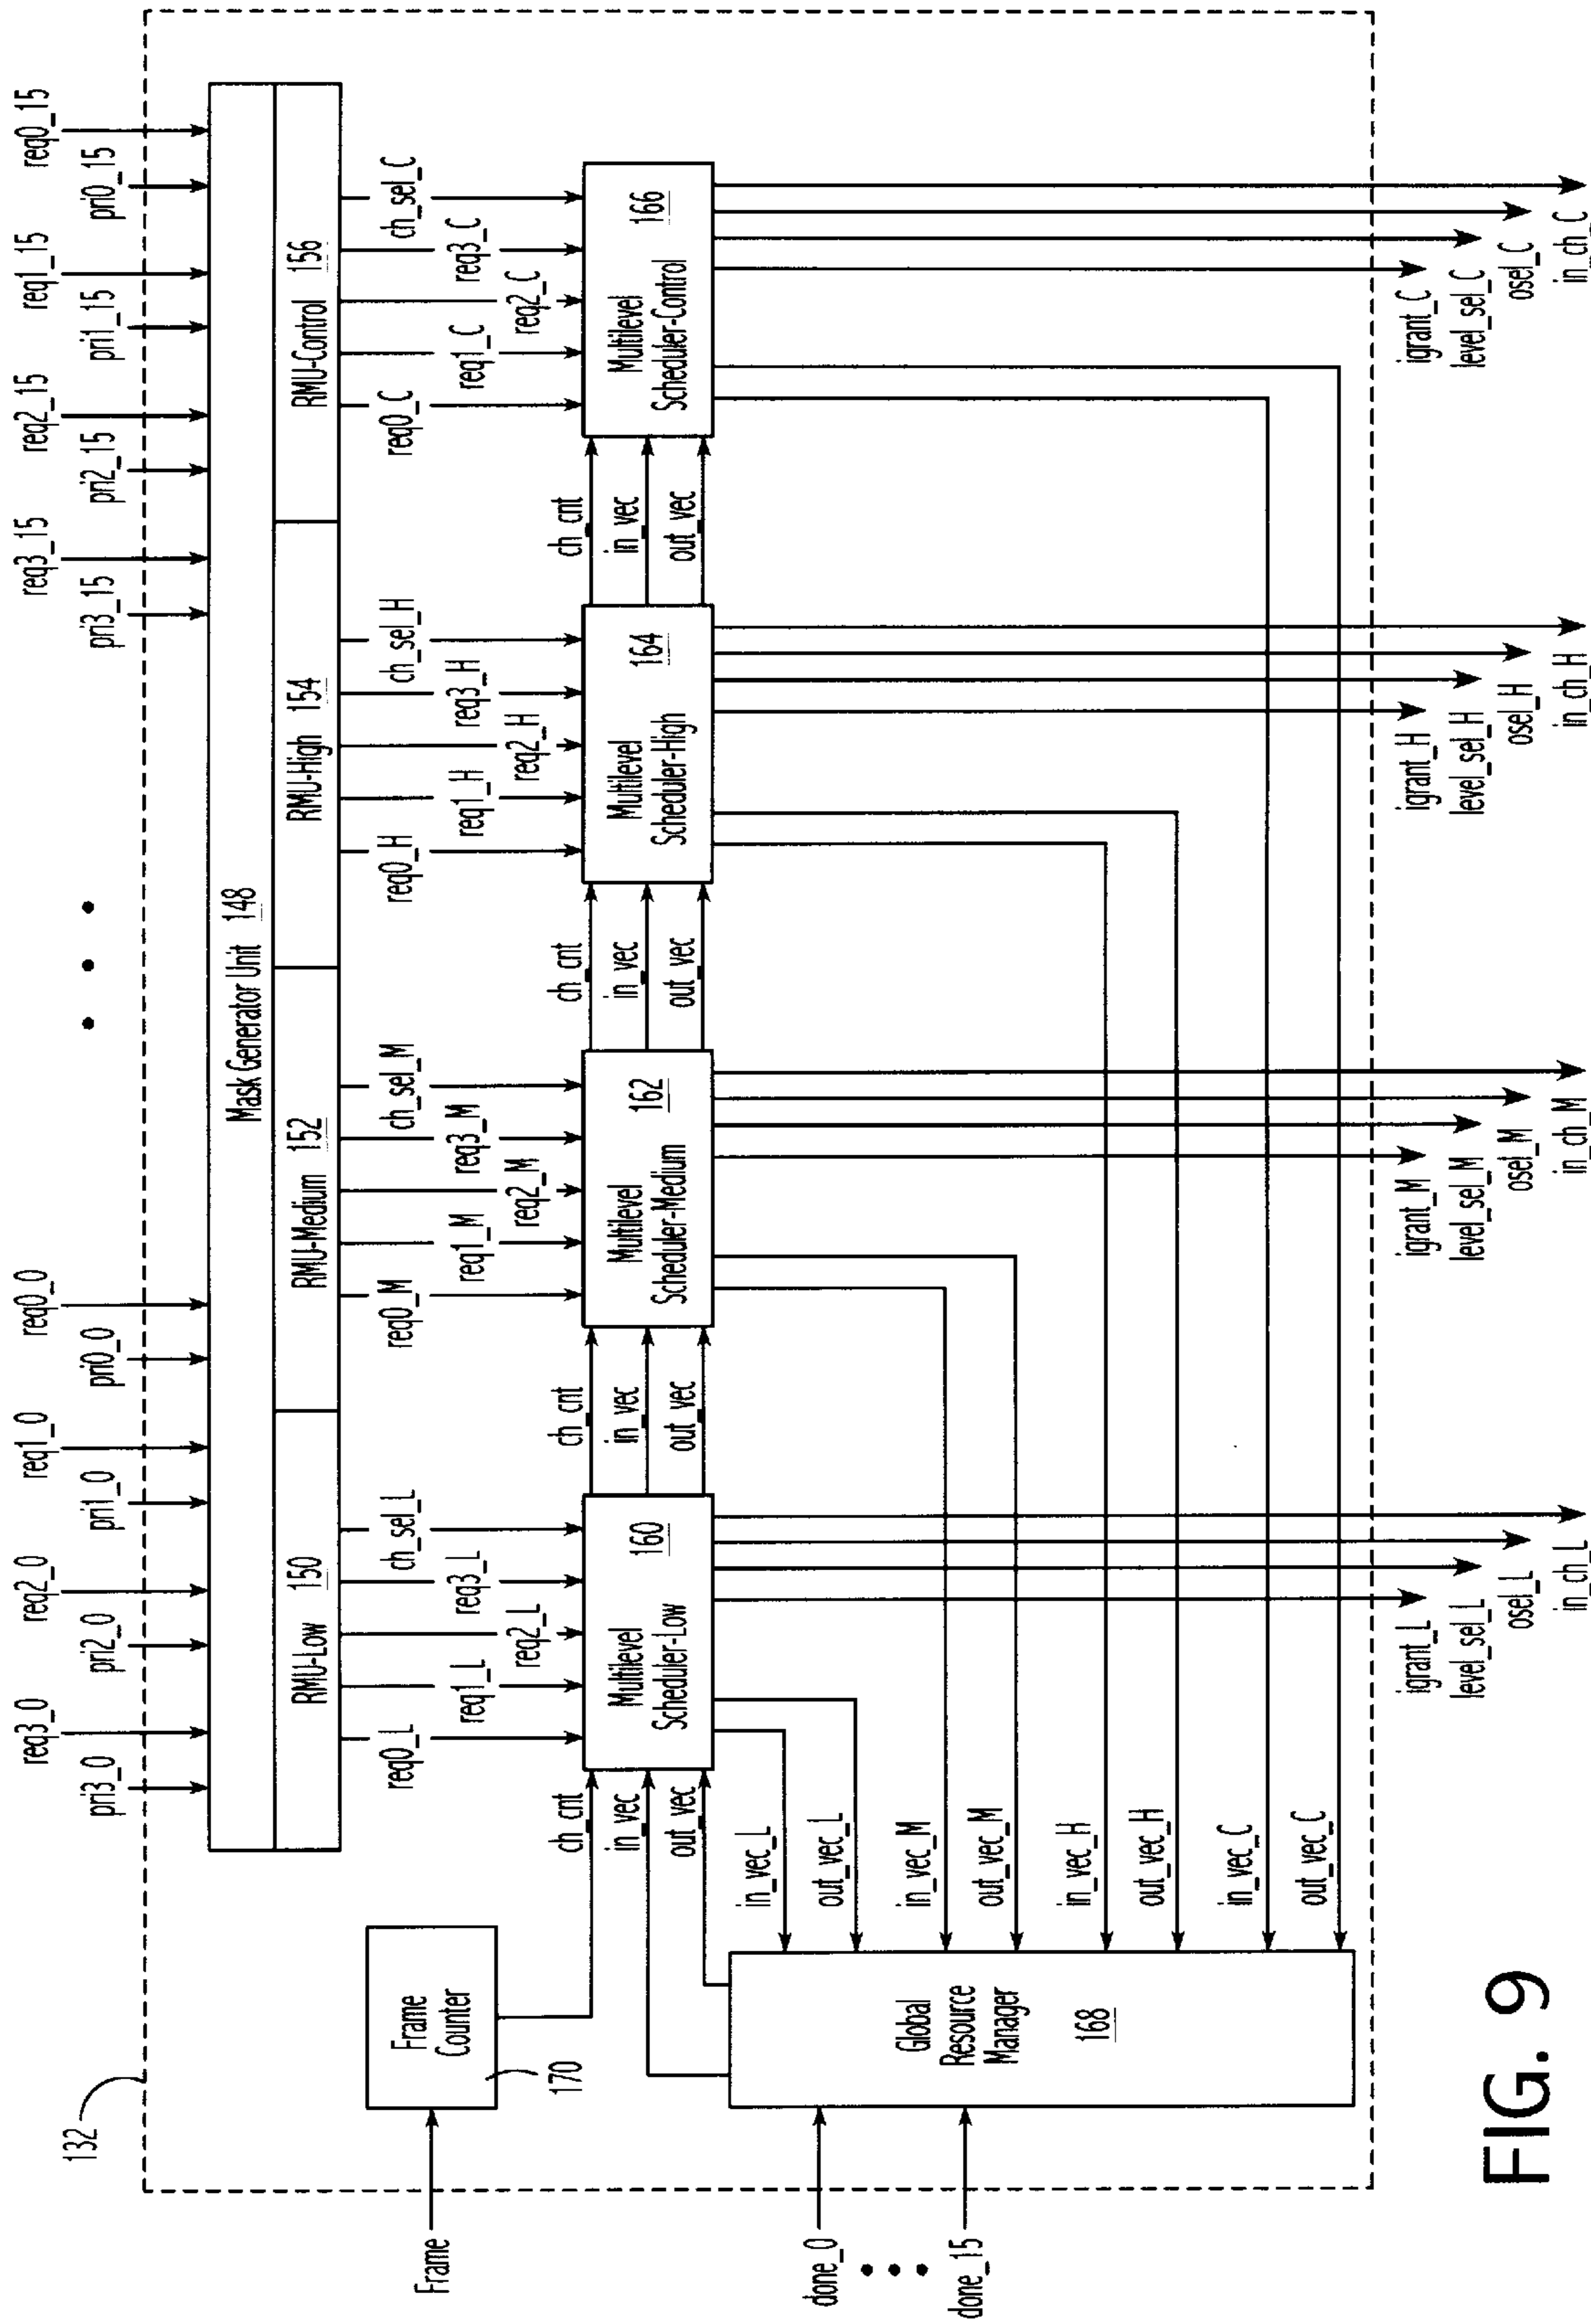 132
pri3_0
req3_0
pri2_0
req2_0
pri1_0
req1_0
pri0_0
req0_0
pri3_15
req3_15
pri2_15
req2_15
pri1_15
req1_15
pri0_15
req0_15
Mask Generator Unit 148
RMU-Low 150
RMU-Medium 152
RMU-High 154
RMU-Control 156
req0_L
req1_L
req2_L
req3_L
ch_sel_L
req0_M
req1_M
req2_M
req3_M
ch_sel_M
req0_H
req1_H
req2_H
req3_H
ch_sel_H
req0_C
req1_C
req2_C
req3_C
ch_sel_C
Frame
Frame
Counter
170
ch_cnt
in_vec
out_vec
Multilevel
Scheduler-Low
160
ch_cnt
in_vec
out_vec
Multilevel
Scheduler-Medium
162
ch_cnt
in_vec
out_vec
Multilevel
Scheduler-High
164
ch_cnt
in_vec
out_vec
Multilevel
Scheduler-Control
166
done_0
done_15
Global
Resource
Manager
168
in_vec_L
out_vec_L
in_vec_M
out_vec_M
in_vec_H
out_vec_H
in_vec_C
out_vec_C
igrant_L
level_sel_L
osel_L
in_ch_L
igrant_M
level_sel_M
osel_M
in_ch_M
igrant_H
level_sel_H
osel_H
in_ch_H
igrant_C
level_sel_C
osel_C
in_ch_C
FIG. 9